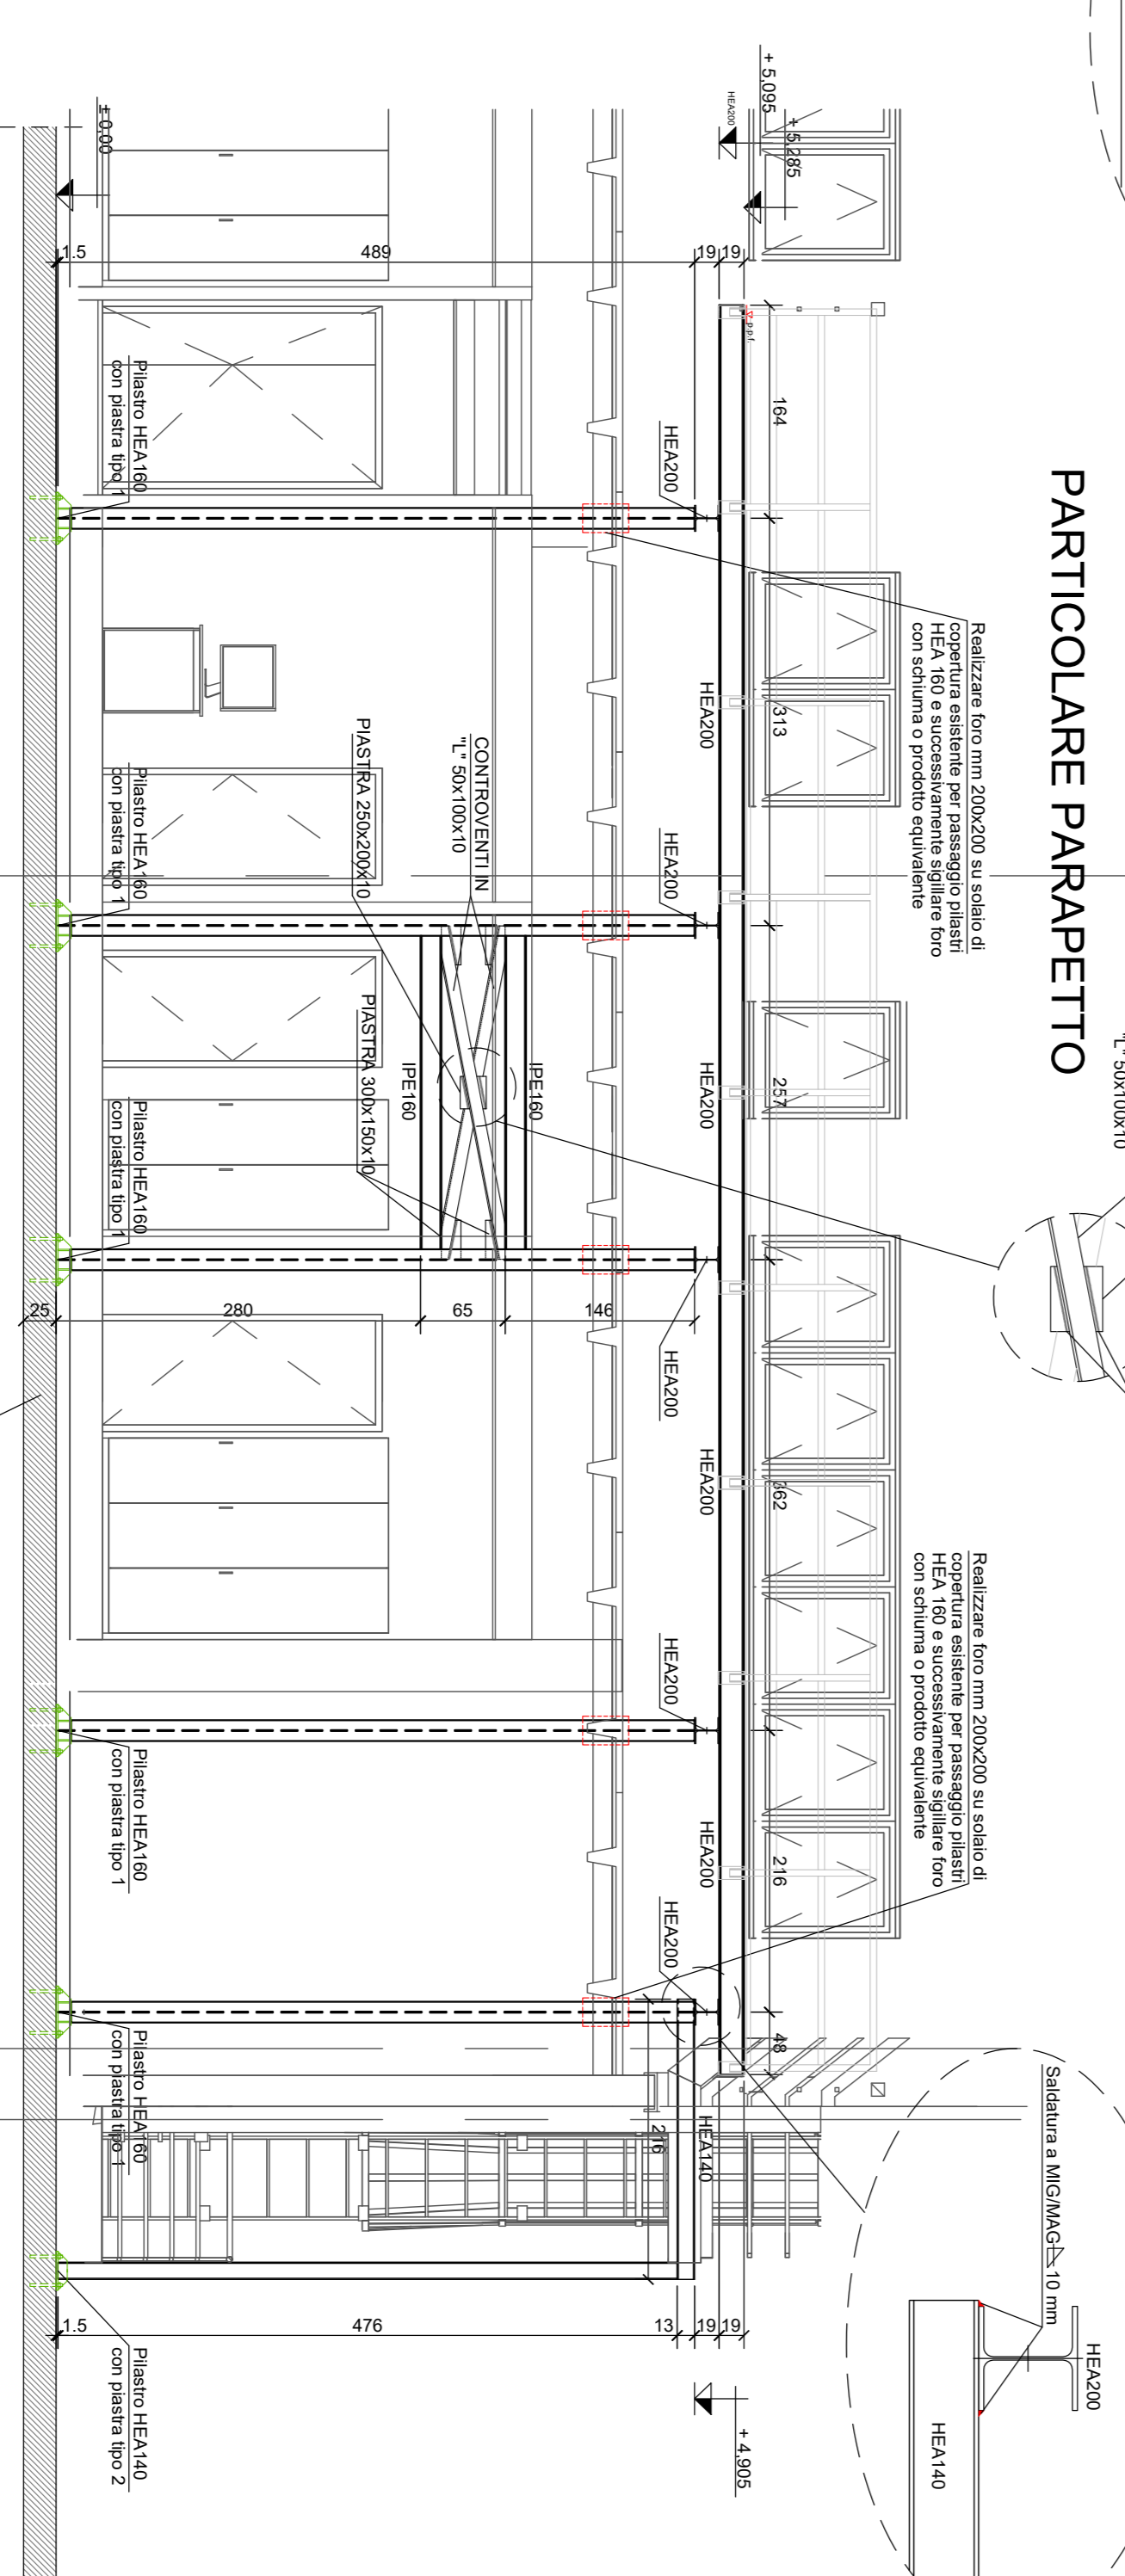 PARTICOLARE PARAPETTO
"L" 50x100x10
Realizzare foro mm 200x200 su solaio di
copertura esistente per passaggio pilastri
HEA 160 e successivamente sigillare foro
con schiuma o prodotto equivalente
Realizzare foro mm 200x200 su solaio di
copertura esistente per passaggio pilastri
HEA 160 e successivamente sigillare foro
con schiuma o prodotto equivalente
Saldatura a MIG/MAG 10 mm
HEA200
HEA140
+ 5,285
+ 5,095
HEA200
+ 4,905
+ 0,00
p.p.f.
164
313
257
362
216
48
HEA200
HEA200
HEA200
HEA200
HEA140
HEA200
HEA200
HEA200
HEA200
HEA200
19
19
489
1.5
19
19
13
476
1.5
216
CONTROVENTI IN
"L" 50x100x10
PIASTRA 250x200x10
PIASTRA 300x150x10
IPE160
IPE160
146
65
280
25
Pilastro HEA160
con piastra tipo 1
Pilastro HEA160
con piastra tipo 1
Pilastro HEA160
con piastra tipo 1
Pilastro HEA160
con piastra tipo 1
Pilastro HEA160
con piastra tipo 1
Pilastro HEA140
con piastra tipo 2